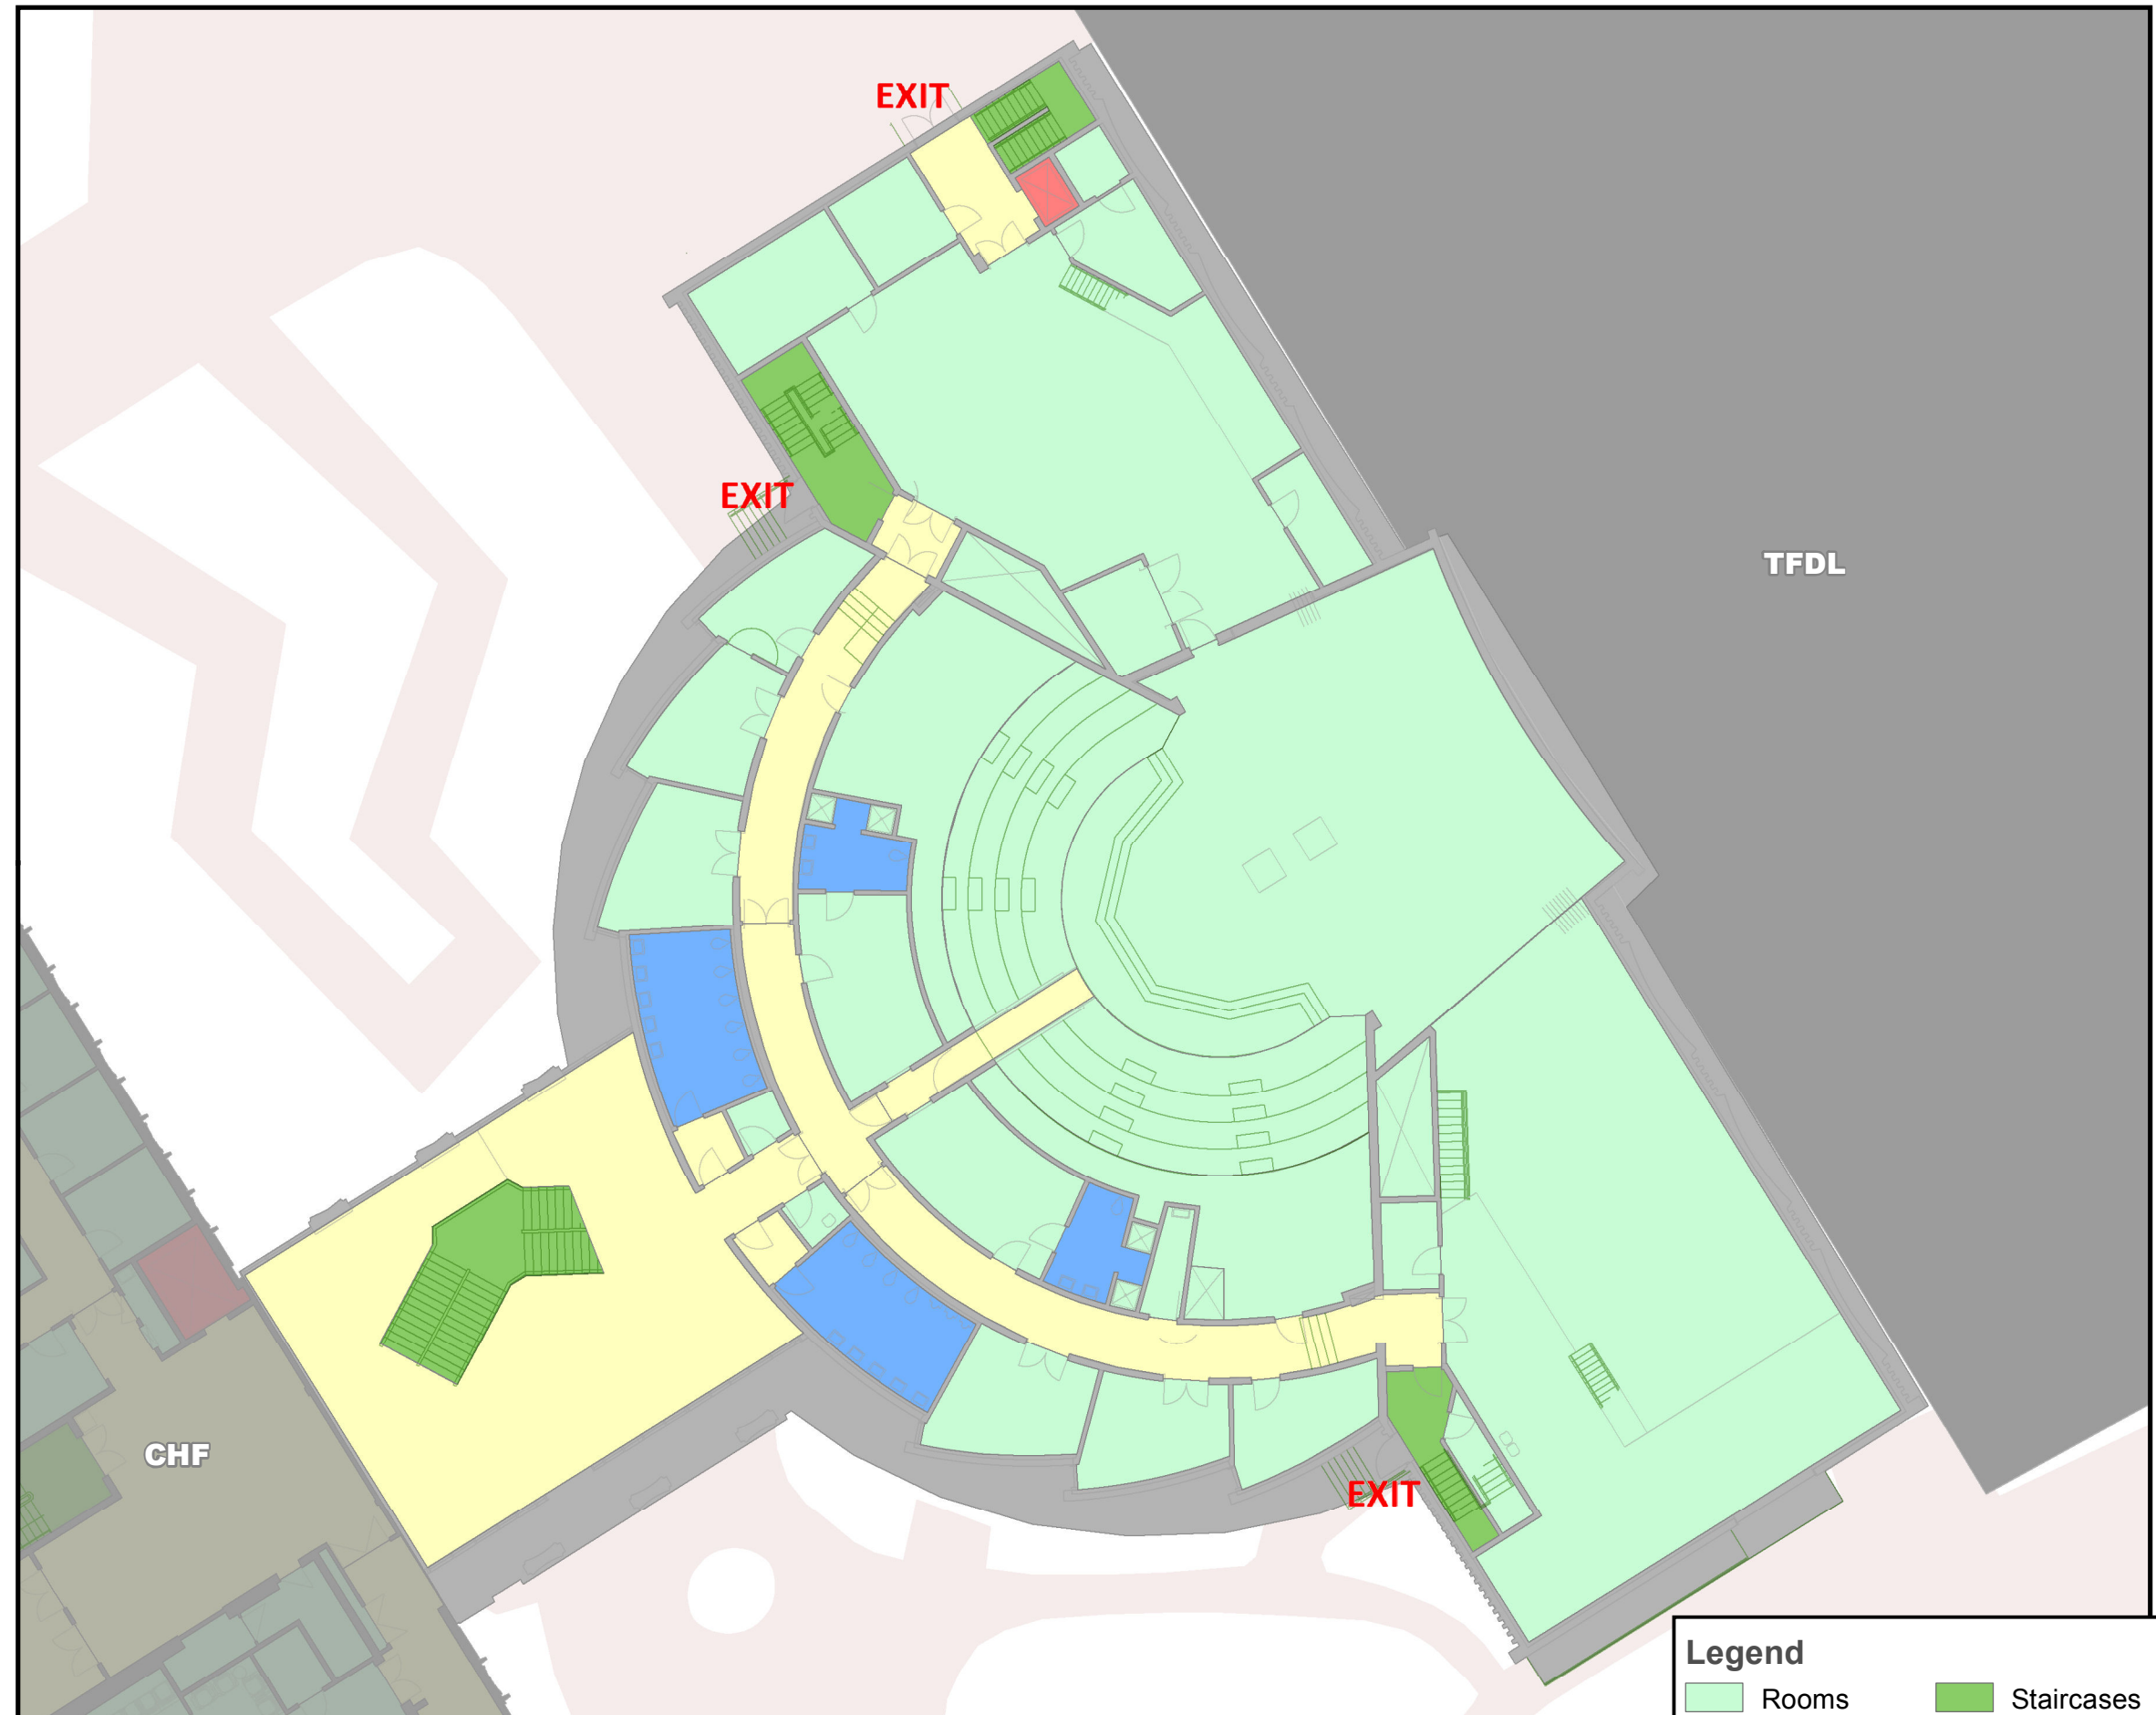 EXIT
EXIT
TFDL
CHF
EXIT
Legend
Rooms
Staircases